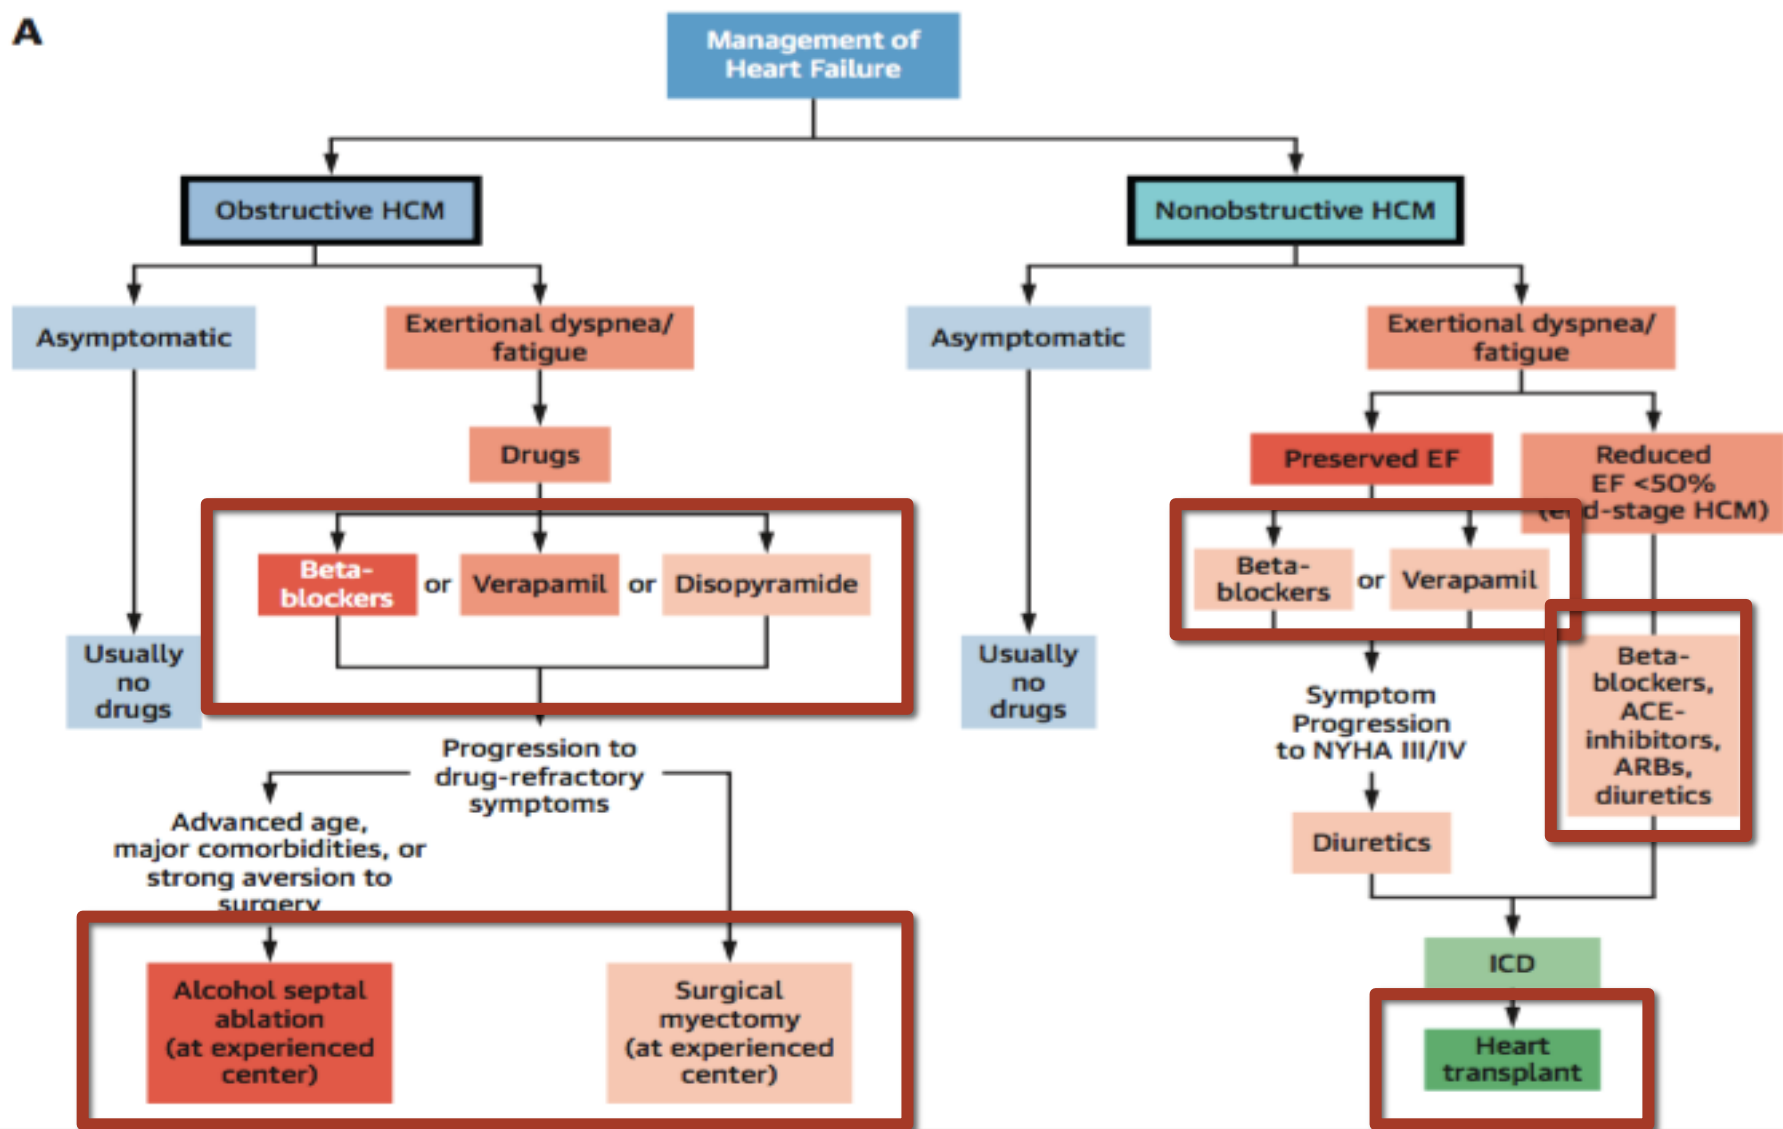 A
Management of
Heart Failure
Obstructive HCM
Nonobstructive HCM
Asymptomatic
Exertional dyspnea/
fatigue
Asymptomatic
Exertional dyspnea/
fatigue
Drugs
Preserved EF
Reduced
EF <50%
(end-stage HCM)
Beta-
blockers
or
Verapamil
or
Disopyramide
Beta-
blockers
or
Verapamil
Usually
no
drugs
Usually
no
drugs
Beta-
blockers,
ACE-
inhibitors,
ARBs,
diuretics
Symptom
Progression
to NYHA III/IV
Progression to
drug-refractory
symptoms
Advanced age,
major comorbidities, or
strong aversion to
surgery
Diuretics
Alcohol septal
ablation
(at experienced
center)
Surgical
myectomy
(at experienced
center)
ICD
Heart
transplant